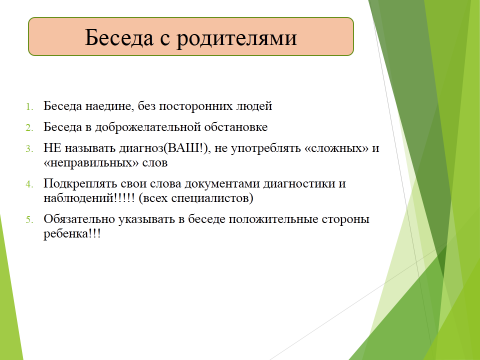 Беседа с родителями
1. Беседа наедине, без посторонних людей
2. Беседа в доброжелательной обстановке
3. НЕ называть диагноз(ВАШ!), не употреблять «сложных» и
«неправильных» слов
4. Подкреплять свои слова документами диагностики и
наблюдений!!!!! (всех специалистов)
5. Обязательно указывать в беседе положительные стороны
ребенка!!!